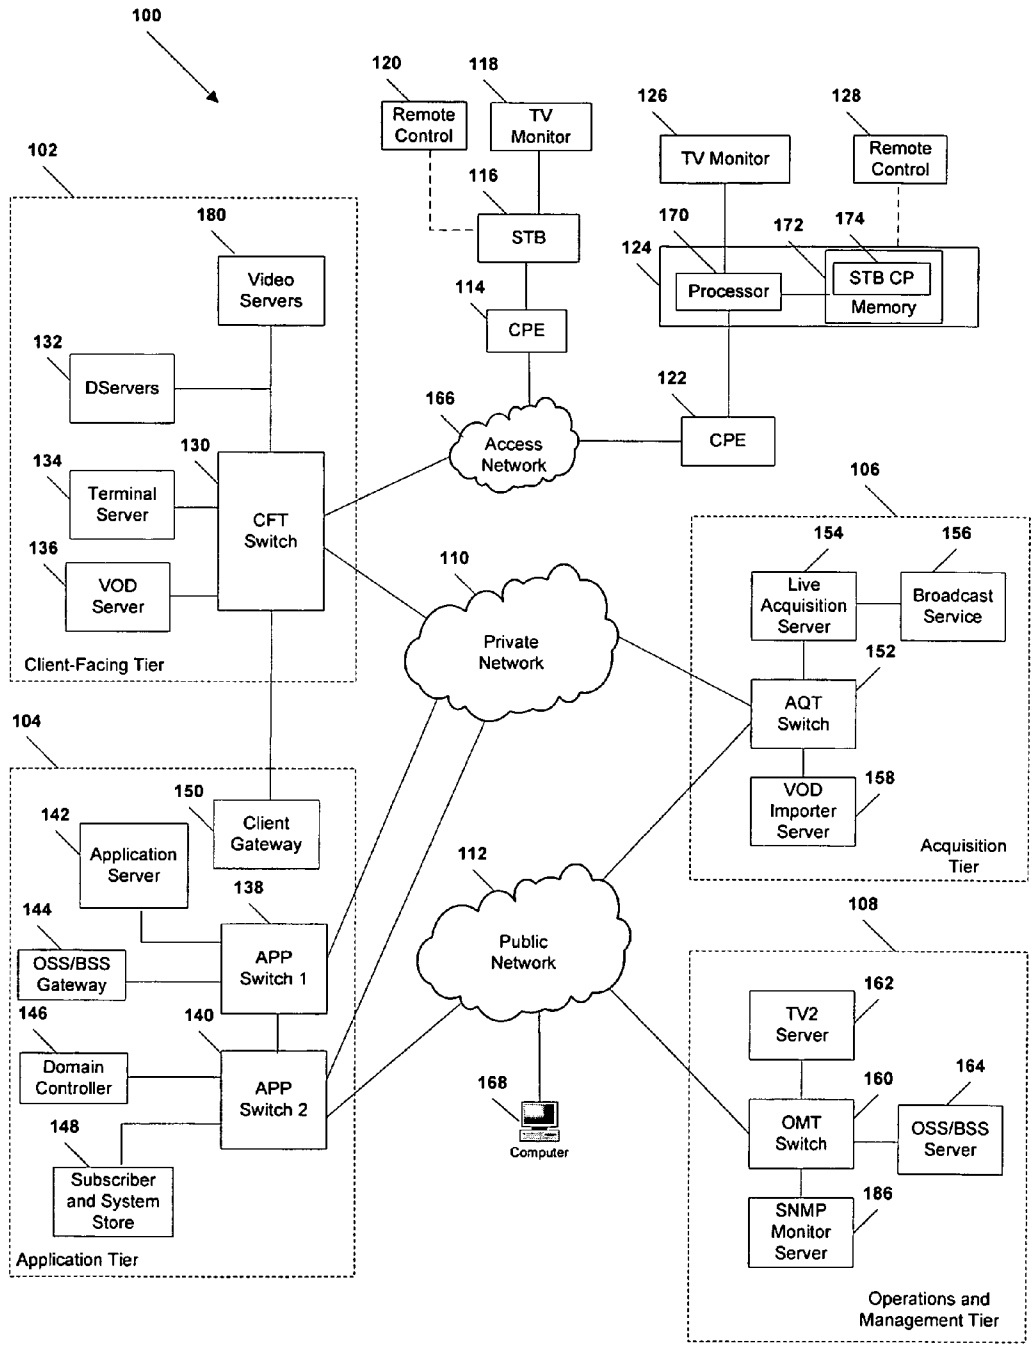 100
120
118
Remote
Control
TV
Monitor
126
128
TV Monitor
Remote
Control
102
116
STB
170
172
174
124
STB CP
Processor
Memory
180
Video
Servers
114
CPE
132
DServers
166
Access
Network
122
CPE
130
134
Terminal
Server
CFT
Switch
136
VOD
Server
Client-Facing Tier
106
154
156
Live
Acquisition
Server
Broadcast
Service
110
Private
Network
152
AQT
Switch
158
VOD
Importer
Server
Acquisition
Tier
104
150
Client
Gateway
142
Application
Server
138
144
OSS/BSS
Gateway
APP
Switch 1
112
Public
Network
108
146
140
Domain
Controller
APP
Switch 2
148
Subscriber
and System
Store
Application Tier
168
Computer
162
TV2
Server
160
164
OMT
Switch
OSS/BSS
Server
186
SNMP
Monitor
Server
Operations and
Management Tier